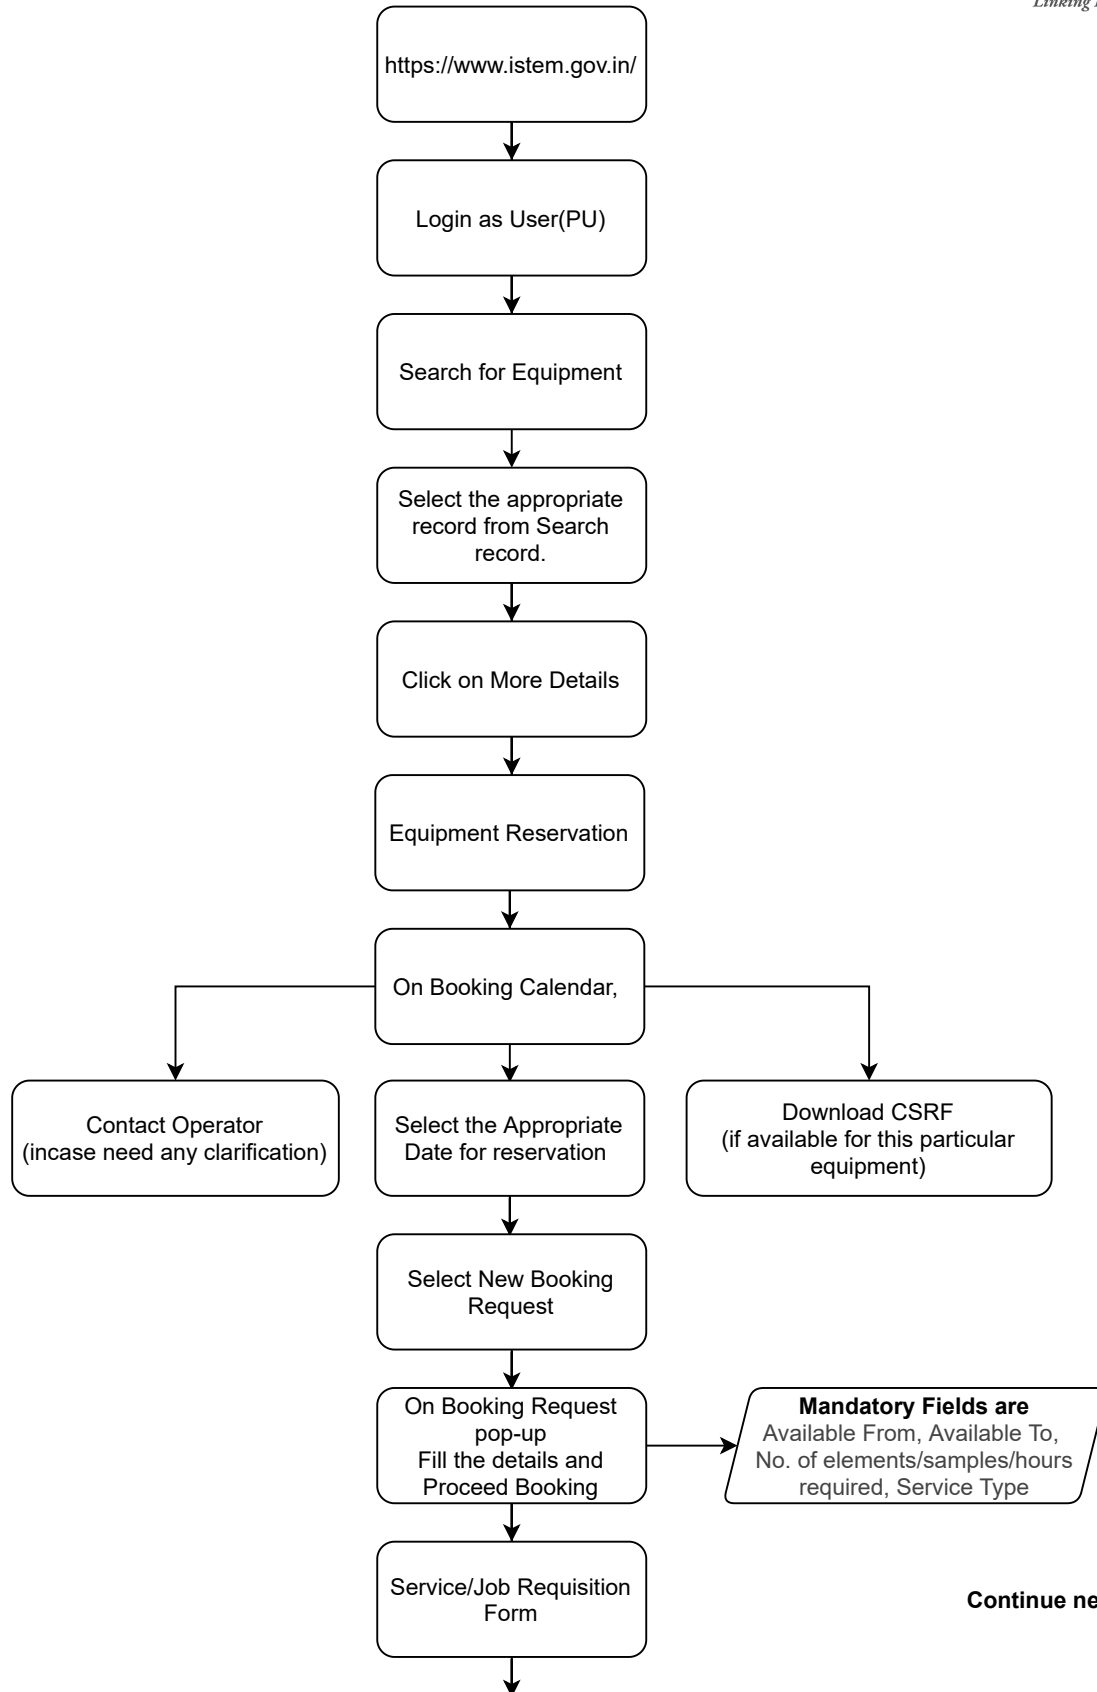 Linking
https://www.istem.gov.in/
Login as User(PU)
Search for Equipment
Select the appropriate
record from Search
record.
Click on More Details
Equipment Reservation
On Booking Calendar,
Contact Operator
(incase need any clarification)
Select the Appropriate
Date for reservation
Download CSRF
(if available for this particular
equipment)
Select New Booking
Request
On Booking Request
pop-up
Fill the details and
Proceed Booking
Mandatory Fields are
Available From, Available To,
No. of elements/samples/hours
required, Service Type
Service/Job Requisition
Form
Continue ne